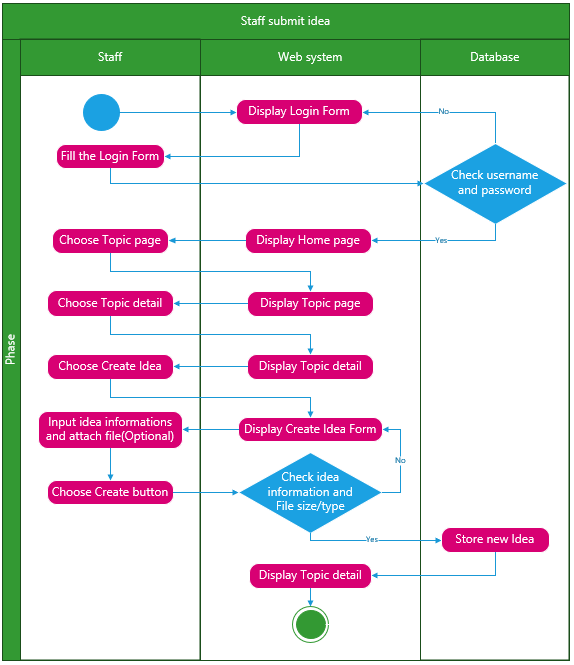 Staff submit idea
Staff
Web system
Database
Phase
Display Login Form
No
Fill the Login Form
Check username
and password
Choose Topic page
Display Home page
Yes
Choose Topic detail
Display Topic page
Choose Create Idea
Display Topic detail
Input idea informations
and attach file(Optional)
Display Create Idea Form
No
Choose Create button
Check idea
information and
File size/type
Yes
Store new Idea
Display Topic detail